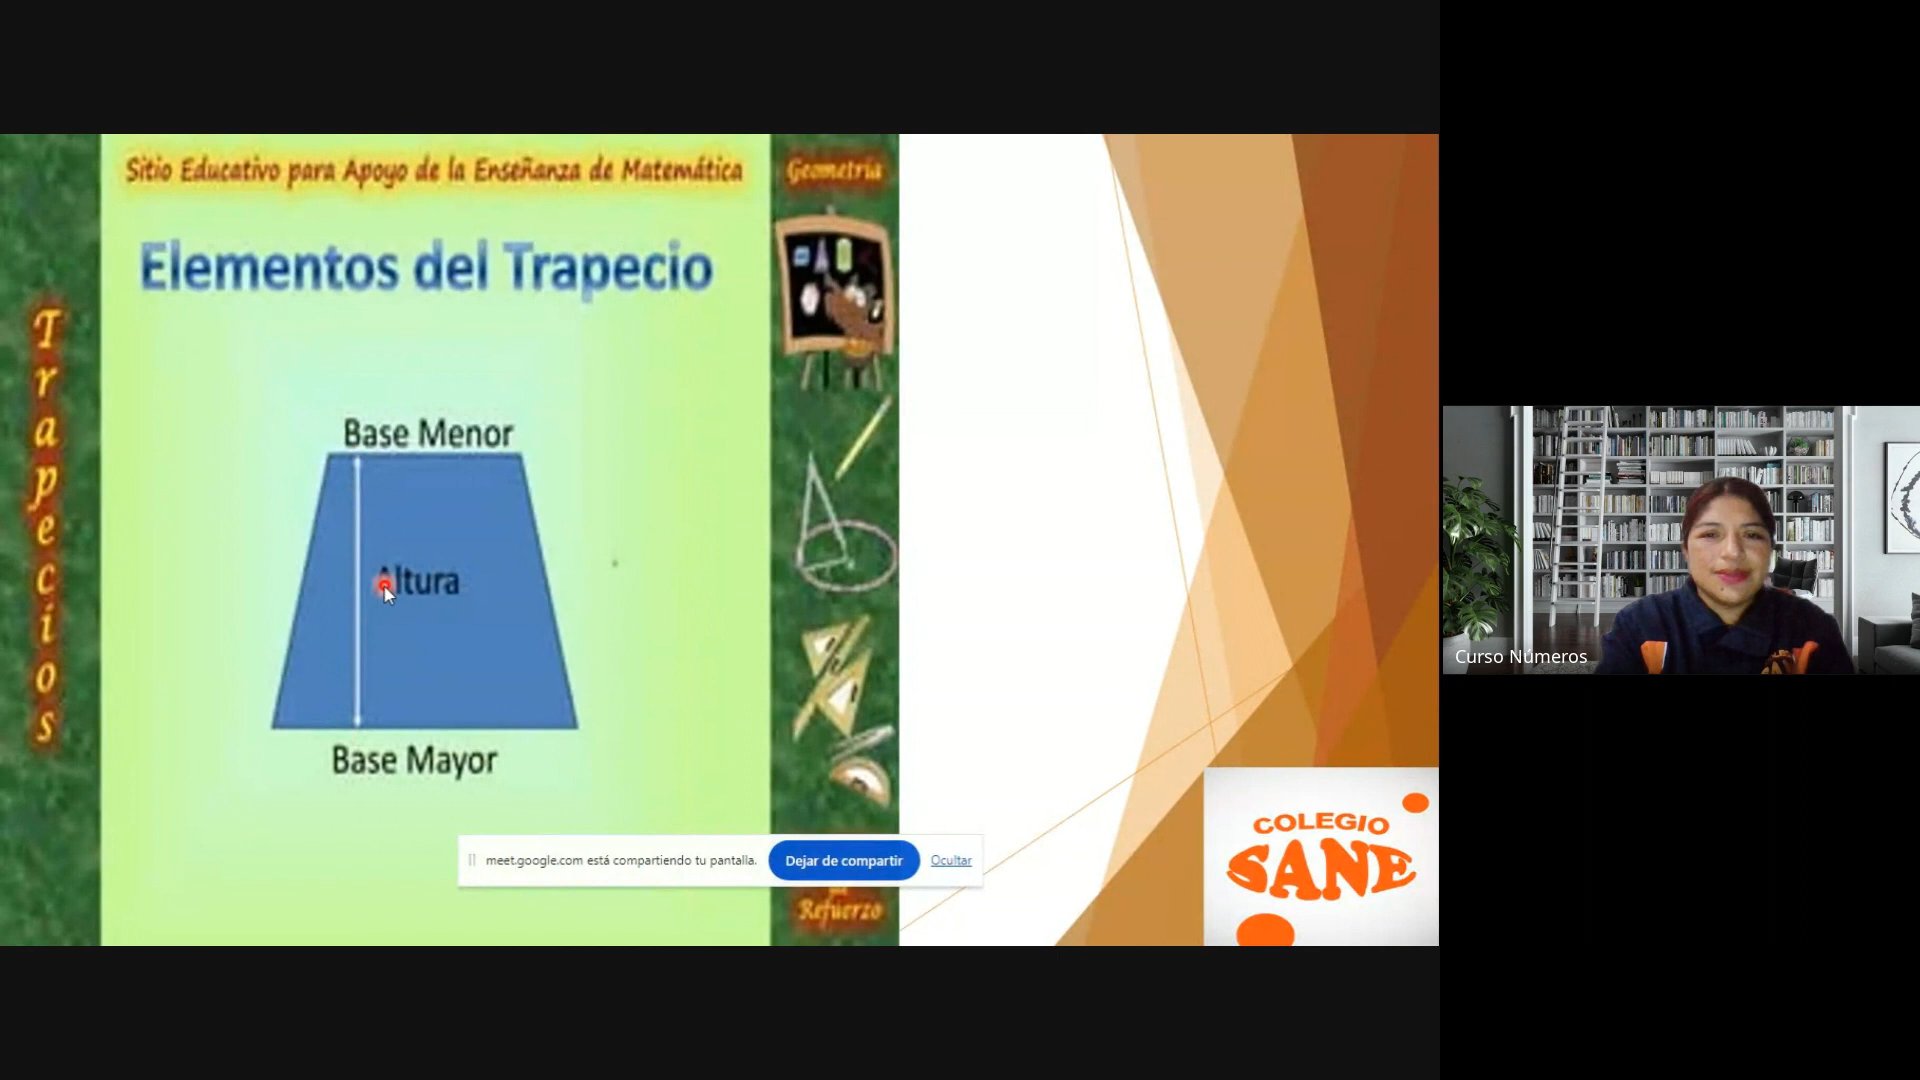 Sitio Educativo para Apoyo de la Enseñanza de Matemática
Geometría
Elementos del Trapecio
Trapecios
Base Menor
Altura
Base Mayor
meet.google.com está compartiendo tu pantalla.
Dejar de compartir
Ocultar
Refuerzo
COLEGIO
SANE
Curso Números